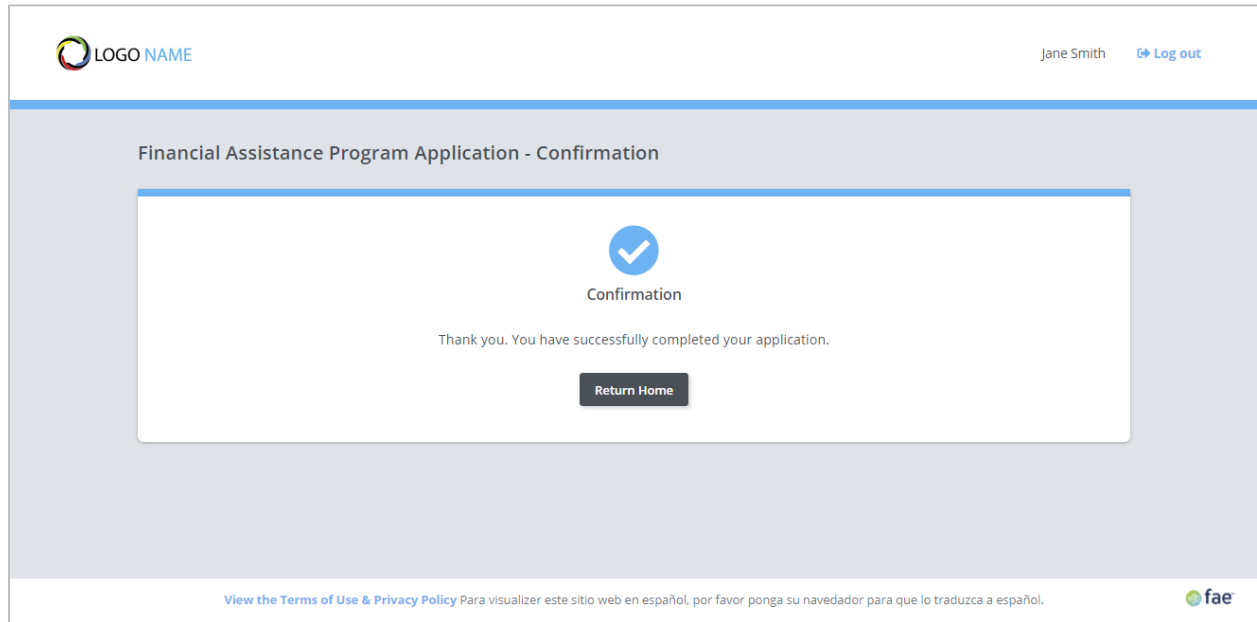 LOGO NAME
Jane Smith
Log out
Financial Assistance Program Application - Confirmation
Confirmation
Thank you. You have successfully completed your application.
Return Home
View the Terms of Use & Privacy Policy Para visualizer este sitio web en español, por favor ponga su navedador para que lo traduzca a español.
fae